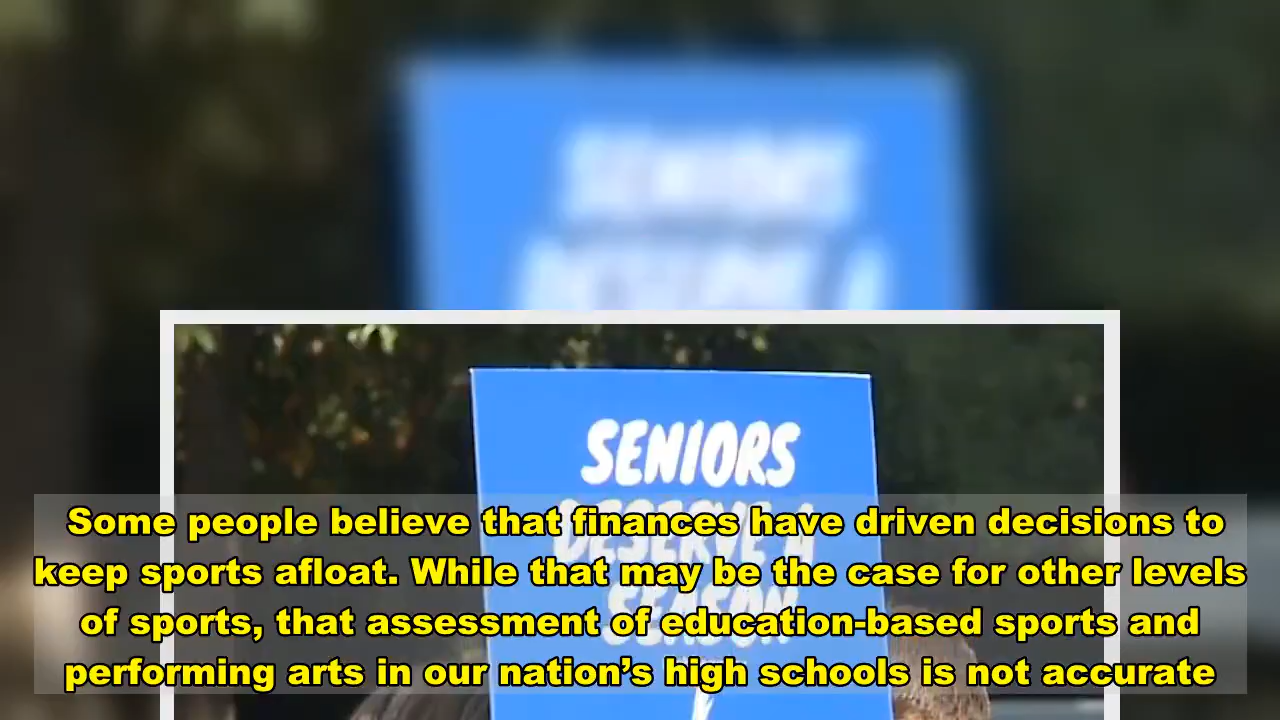 SENIORS
DESERVE A
SEASON
Some people believe that finances have driven decisions to
keep sports afloat. While that may be the case for other levels
of sports, that assessment of education-based sports and
performing arts in our nation’s high schools is not accurate